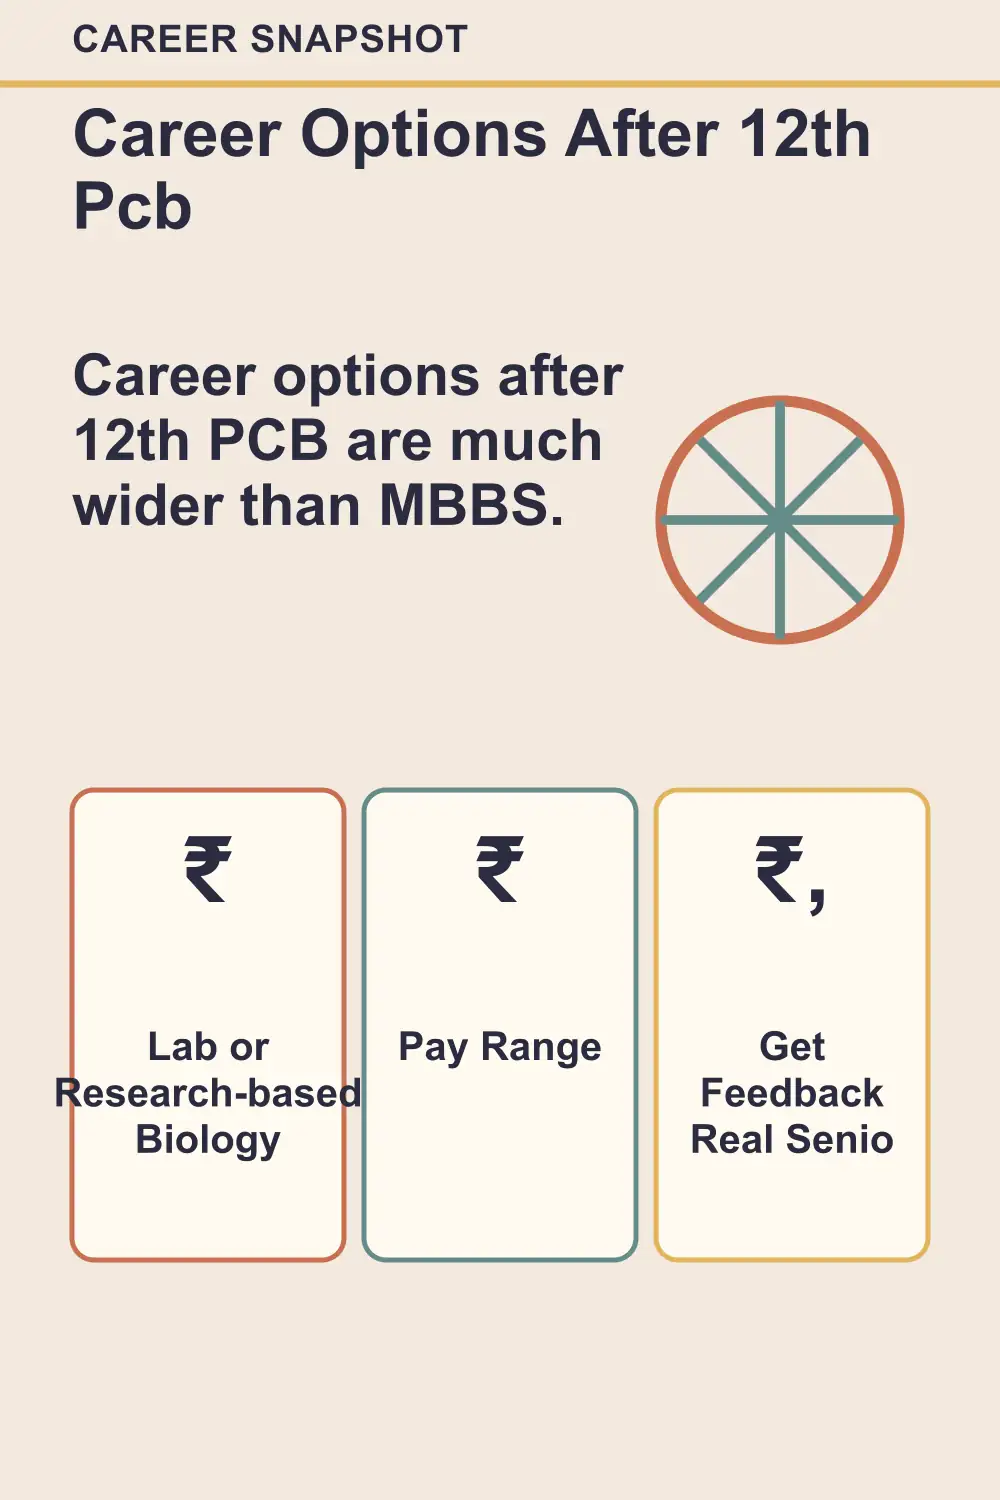 CAREER SNAPSHOT
Career Options After 12th
Pcb
Career options after
12th PCB are much
wider than MBBS.
₹
Lab or
Research-based
Biology
₹
Pay Range
₹,
Get
Feedback
Real Senio